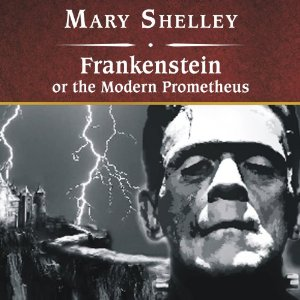 MARY SHELLEY
Frankenstein
or the Modern Prometheus